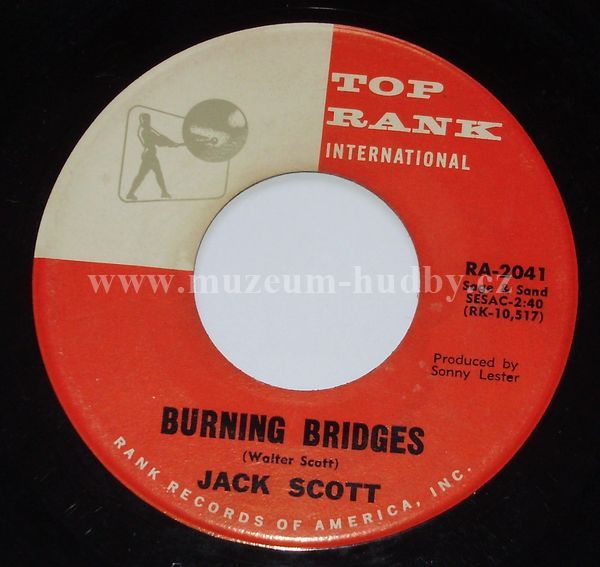 TOP
RANK
INTERNATIONAL
RA-2041
Sage & Sand
SESAC-2:40
(RK-10,517)
www.muzeum-hudby.cz
Produced by
Sonny Lester
BURNING BRIDGES
(Walter Scott)
JACK SCOTT
RANK RECORDS OF AMERICA, INC.